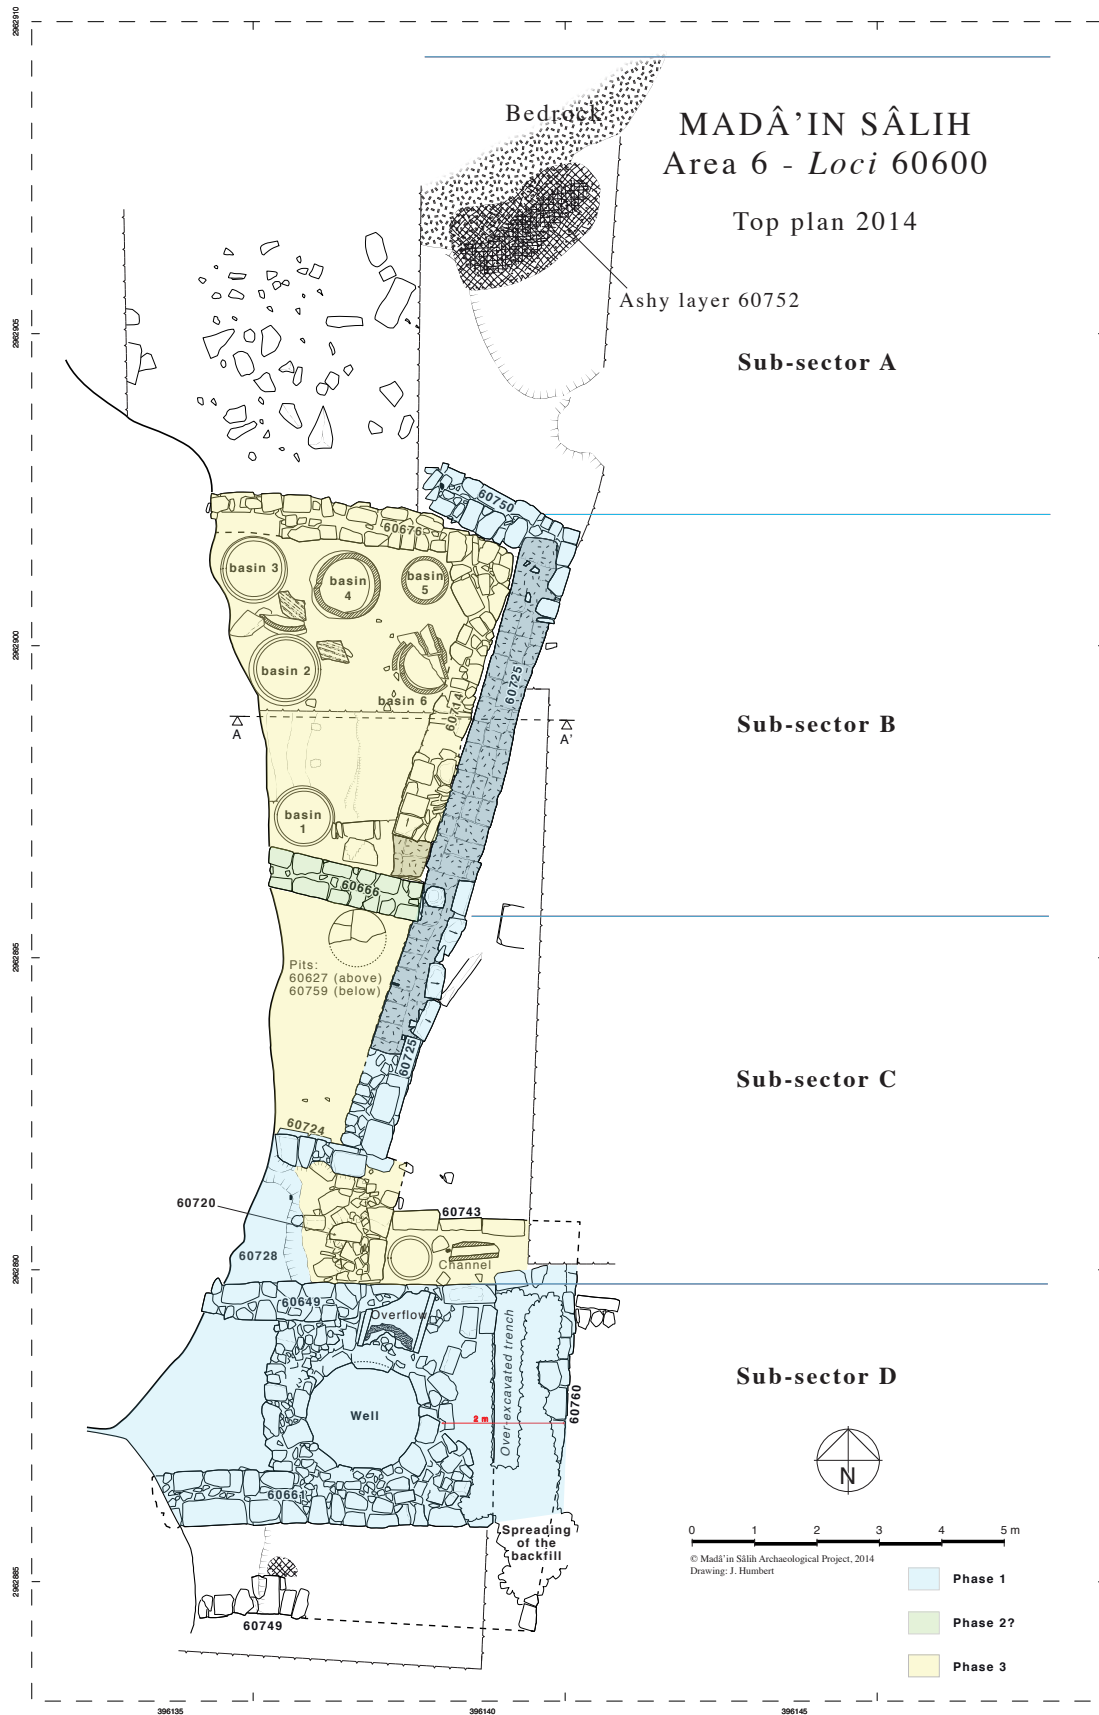 2962910
Bedrock
MADÂ’IN SÂLIH
Area 6 - Loci 60600
Top plan 2014
Ashy layer 60752
2962905
Sub-sector A
60750
60676
basin 3
basin
4
basin
5
2962900
basin 2
basin 6
60725
60714
A
A'
Sub-sector B
basin
1
60666
2962895
Pits:
60627 (above)
60759 (below)
60725
Sub-sector C
60724
60720
60743
60728
Channel
2962890
60649
Overflow
Over-excavated trench
Sub-sector D
60760
Well
2 m
N
60661
Spreading
of the
backfill
0 1 2 3 4 5 m
© Madâ’in Sâlih Archaeological Project, 2014
Drawing: J. Humbert
2962885
Phase 1
60749
Phase 2?
Phase 3
396135
396140
396145